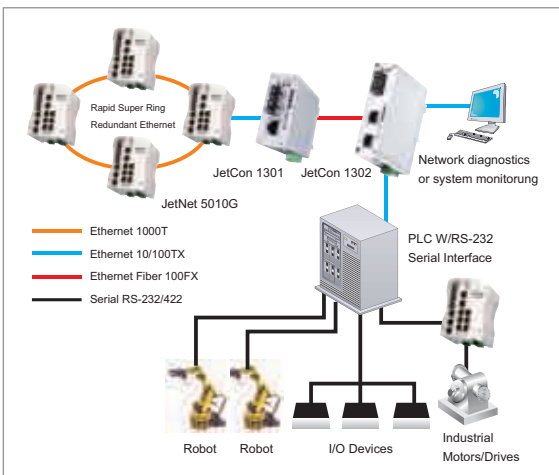 Rapid Super Ring
Redundant Ethernet
JetCon 1301
JetCon 1302
Network diagnostics
or system monitorung
JetNet 5010G
Ethernet 1000T
Ethernet 10/100TX
Ethernet Fiber 100FX
Serial RS-232/422
PLC W/RS-232
Serial Interface
Robot
Robot
I/O Devices
Industrial
Motors/Drives